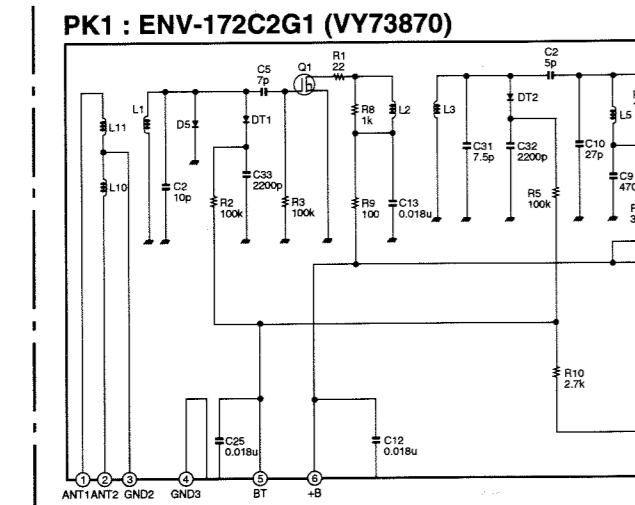 PK1 : ENV-172C2G1 (VY73870)
C5
7p
Q1
R1
22
C2
5p
L1
L11
D5
DT1
R8
1k
L2
L3
DT2
L5
L10
C2
10p
R2
100k
C33
2200p
R3
100k
R9
100
C13
0.018u
C31
7.5p
C32
2200p
R5
100k
C10
27p
C9
470
R
3
R10
2.7k
C25
0.018u
C12
0.018u
1
2
3
4
5
6
ANT1 ANT2 GND2 GND3 BT +B